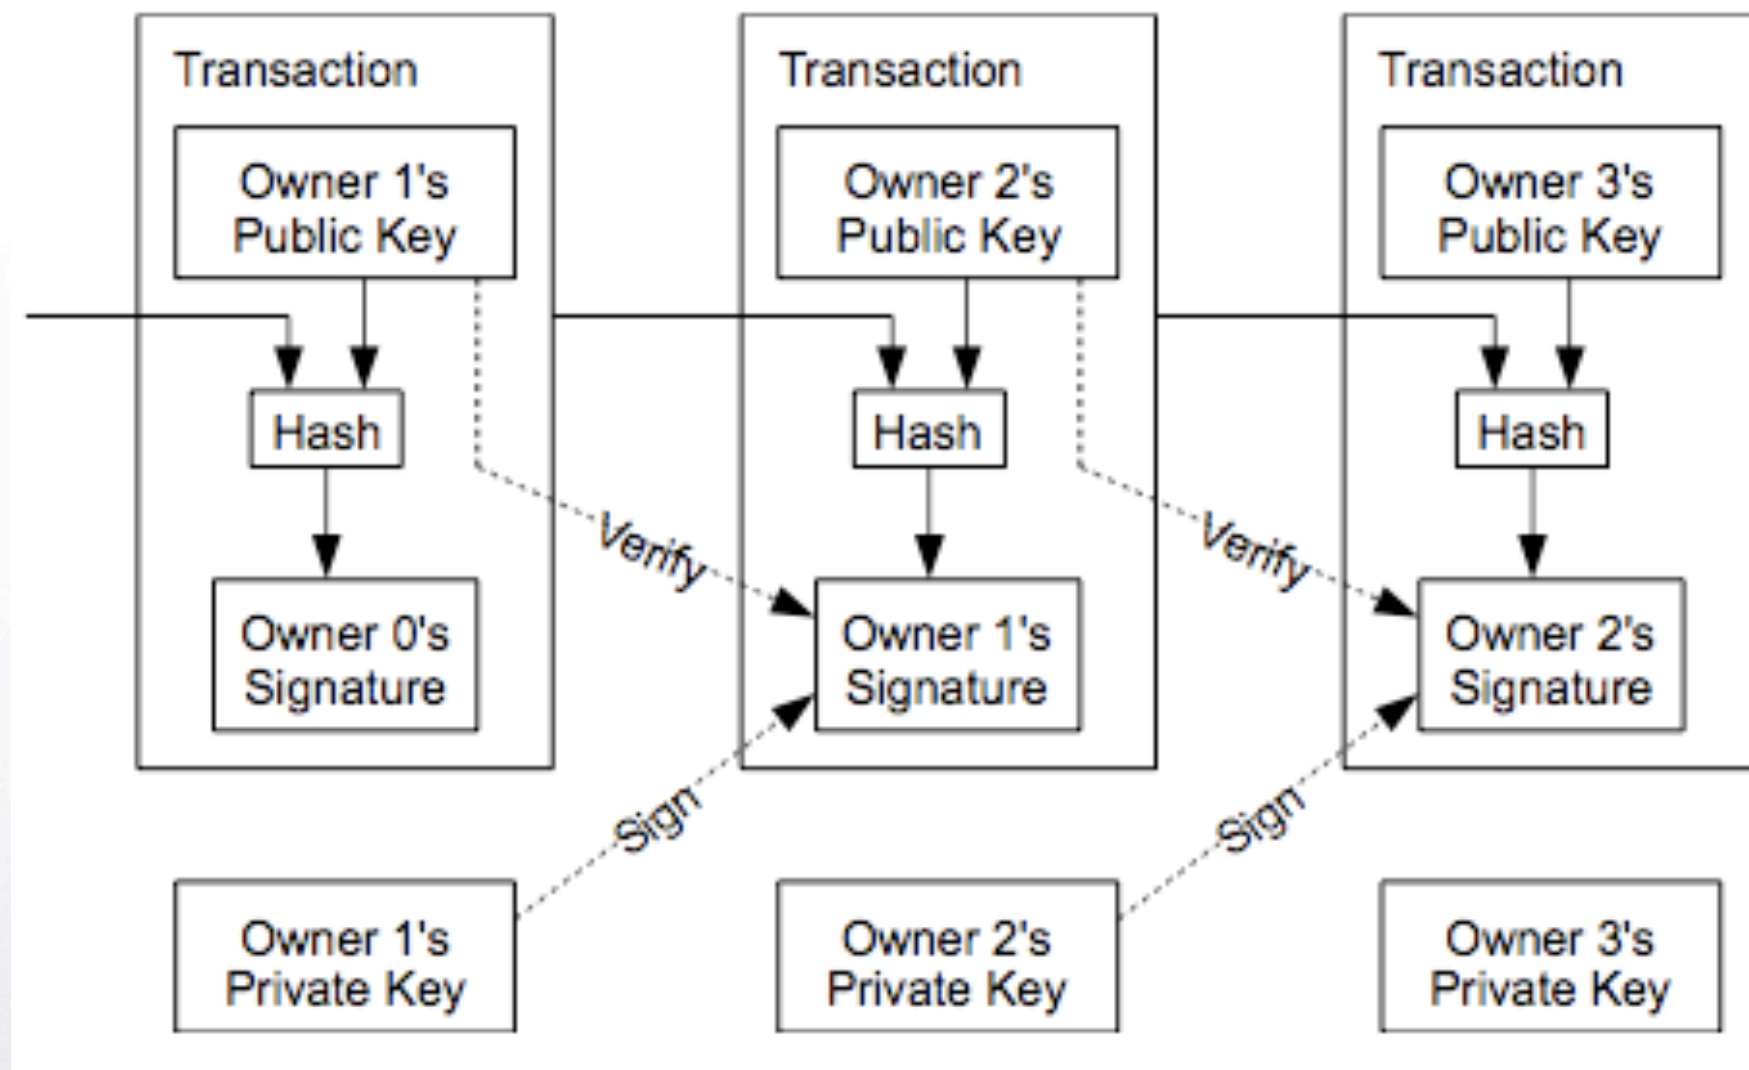 Transaction
Owner 1's
Public Key
Hash
Owner 0's
Signature
Transaction
Owner 2's
Public Key
Hash
Owner 1's
Signature
Transaction
Owner 3's
Public Key
Hash
Owner 2's
Signature
Verify
Verify
Sign
Sign
Owner 1's
Private Key
Owner 2's
Private Key
Owner 3's
Private Key